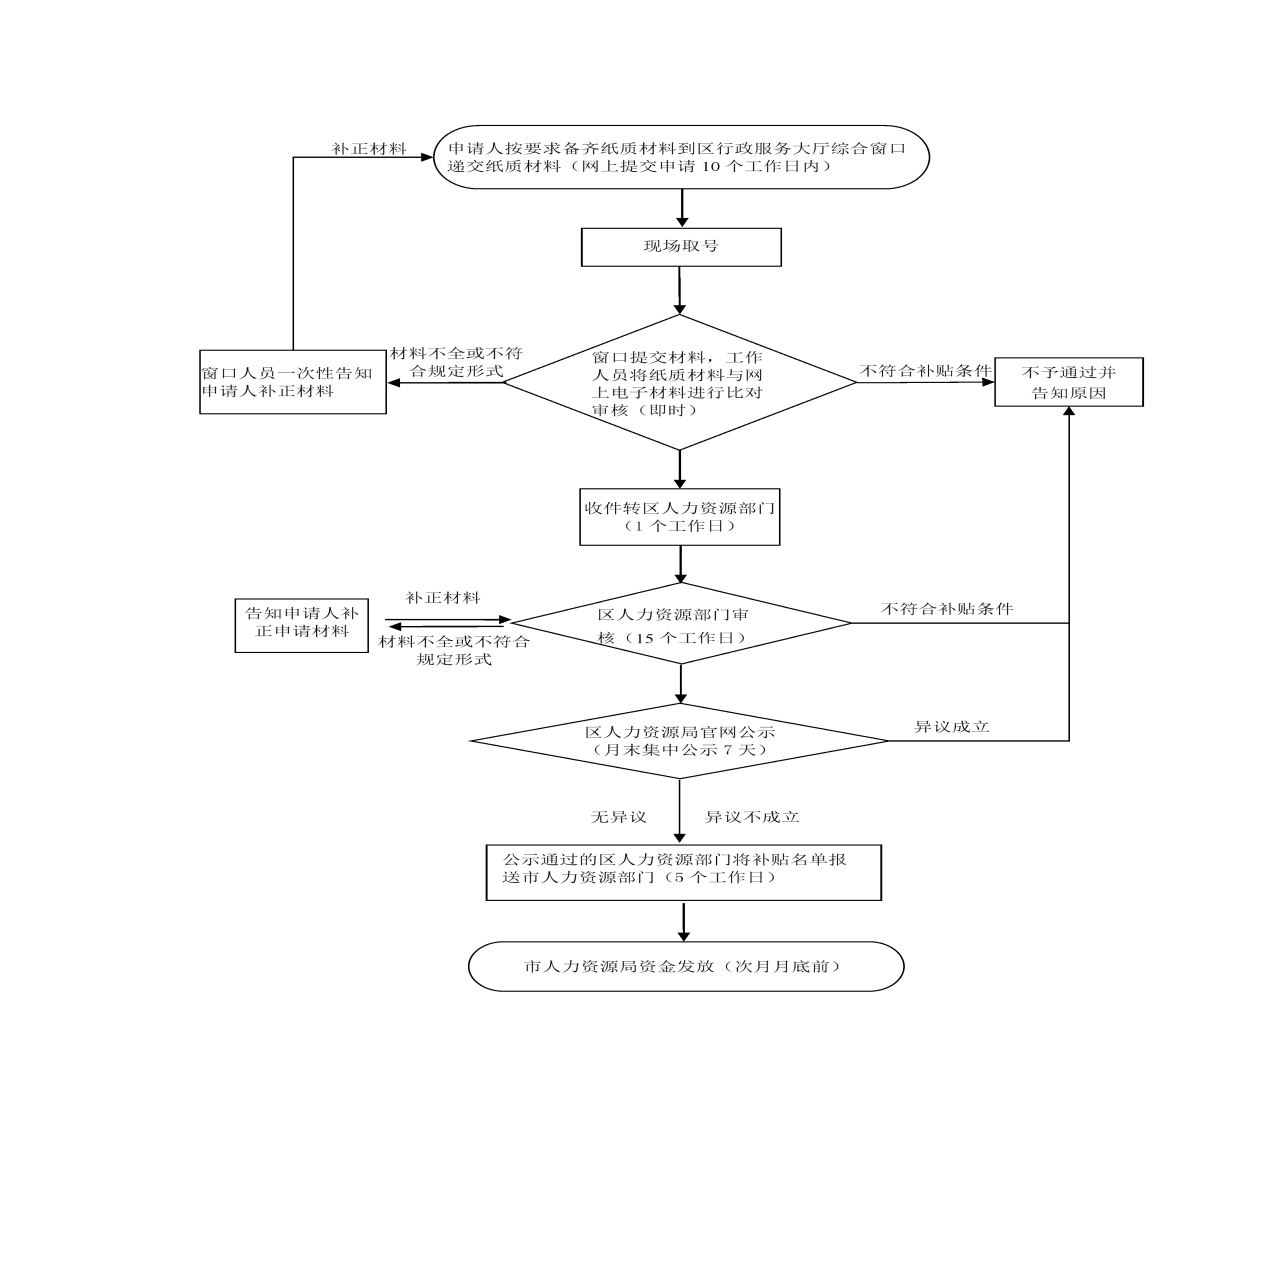 补正材料
申请人按要求备齐纸质材料到区行政服务大厅综合窗口
递交纸质材料（网上提交申请 10 个工作日内）
现场取号
窗口人员一次性告知
申请人补正材料
材料不全或不符
合规定形式
窗口提交材料，工作
人员将纸质材料与网
上电子材料进行比对
审核（即时）
不符合补贴条件
不予通过并
告知原因
收件转区人力资源部门
（1 个工作日）
告知申请人补
正申请材料
补正材料
材料不全或不符合
规定形式
区人力资源部门审
核（15 个工作日）
不符合补贴条件
区人力资源局官网公示
（月末集中公示 7 天）
异议成立
无异议
异议不成立
公示通过的区人力资源部门将补贴名单报
送市人力资源部门（5 个工作日）
市人力资源局资金发放（次月月底前）